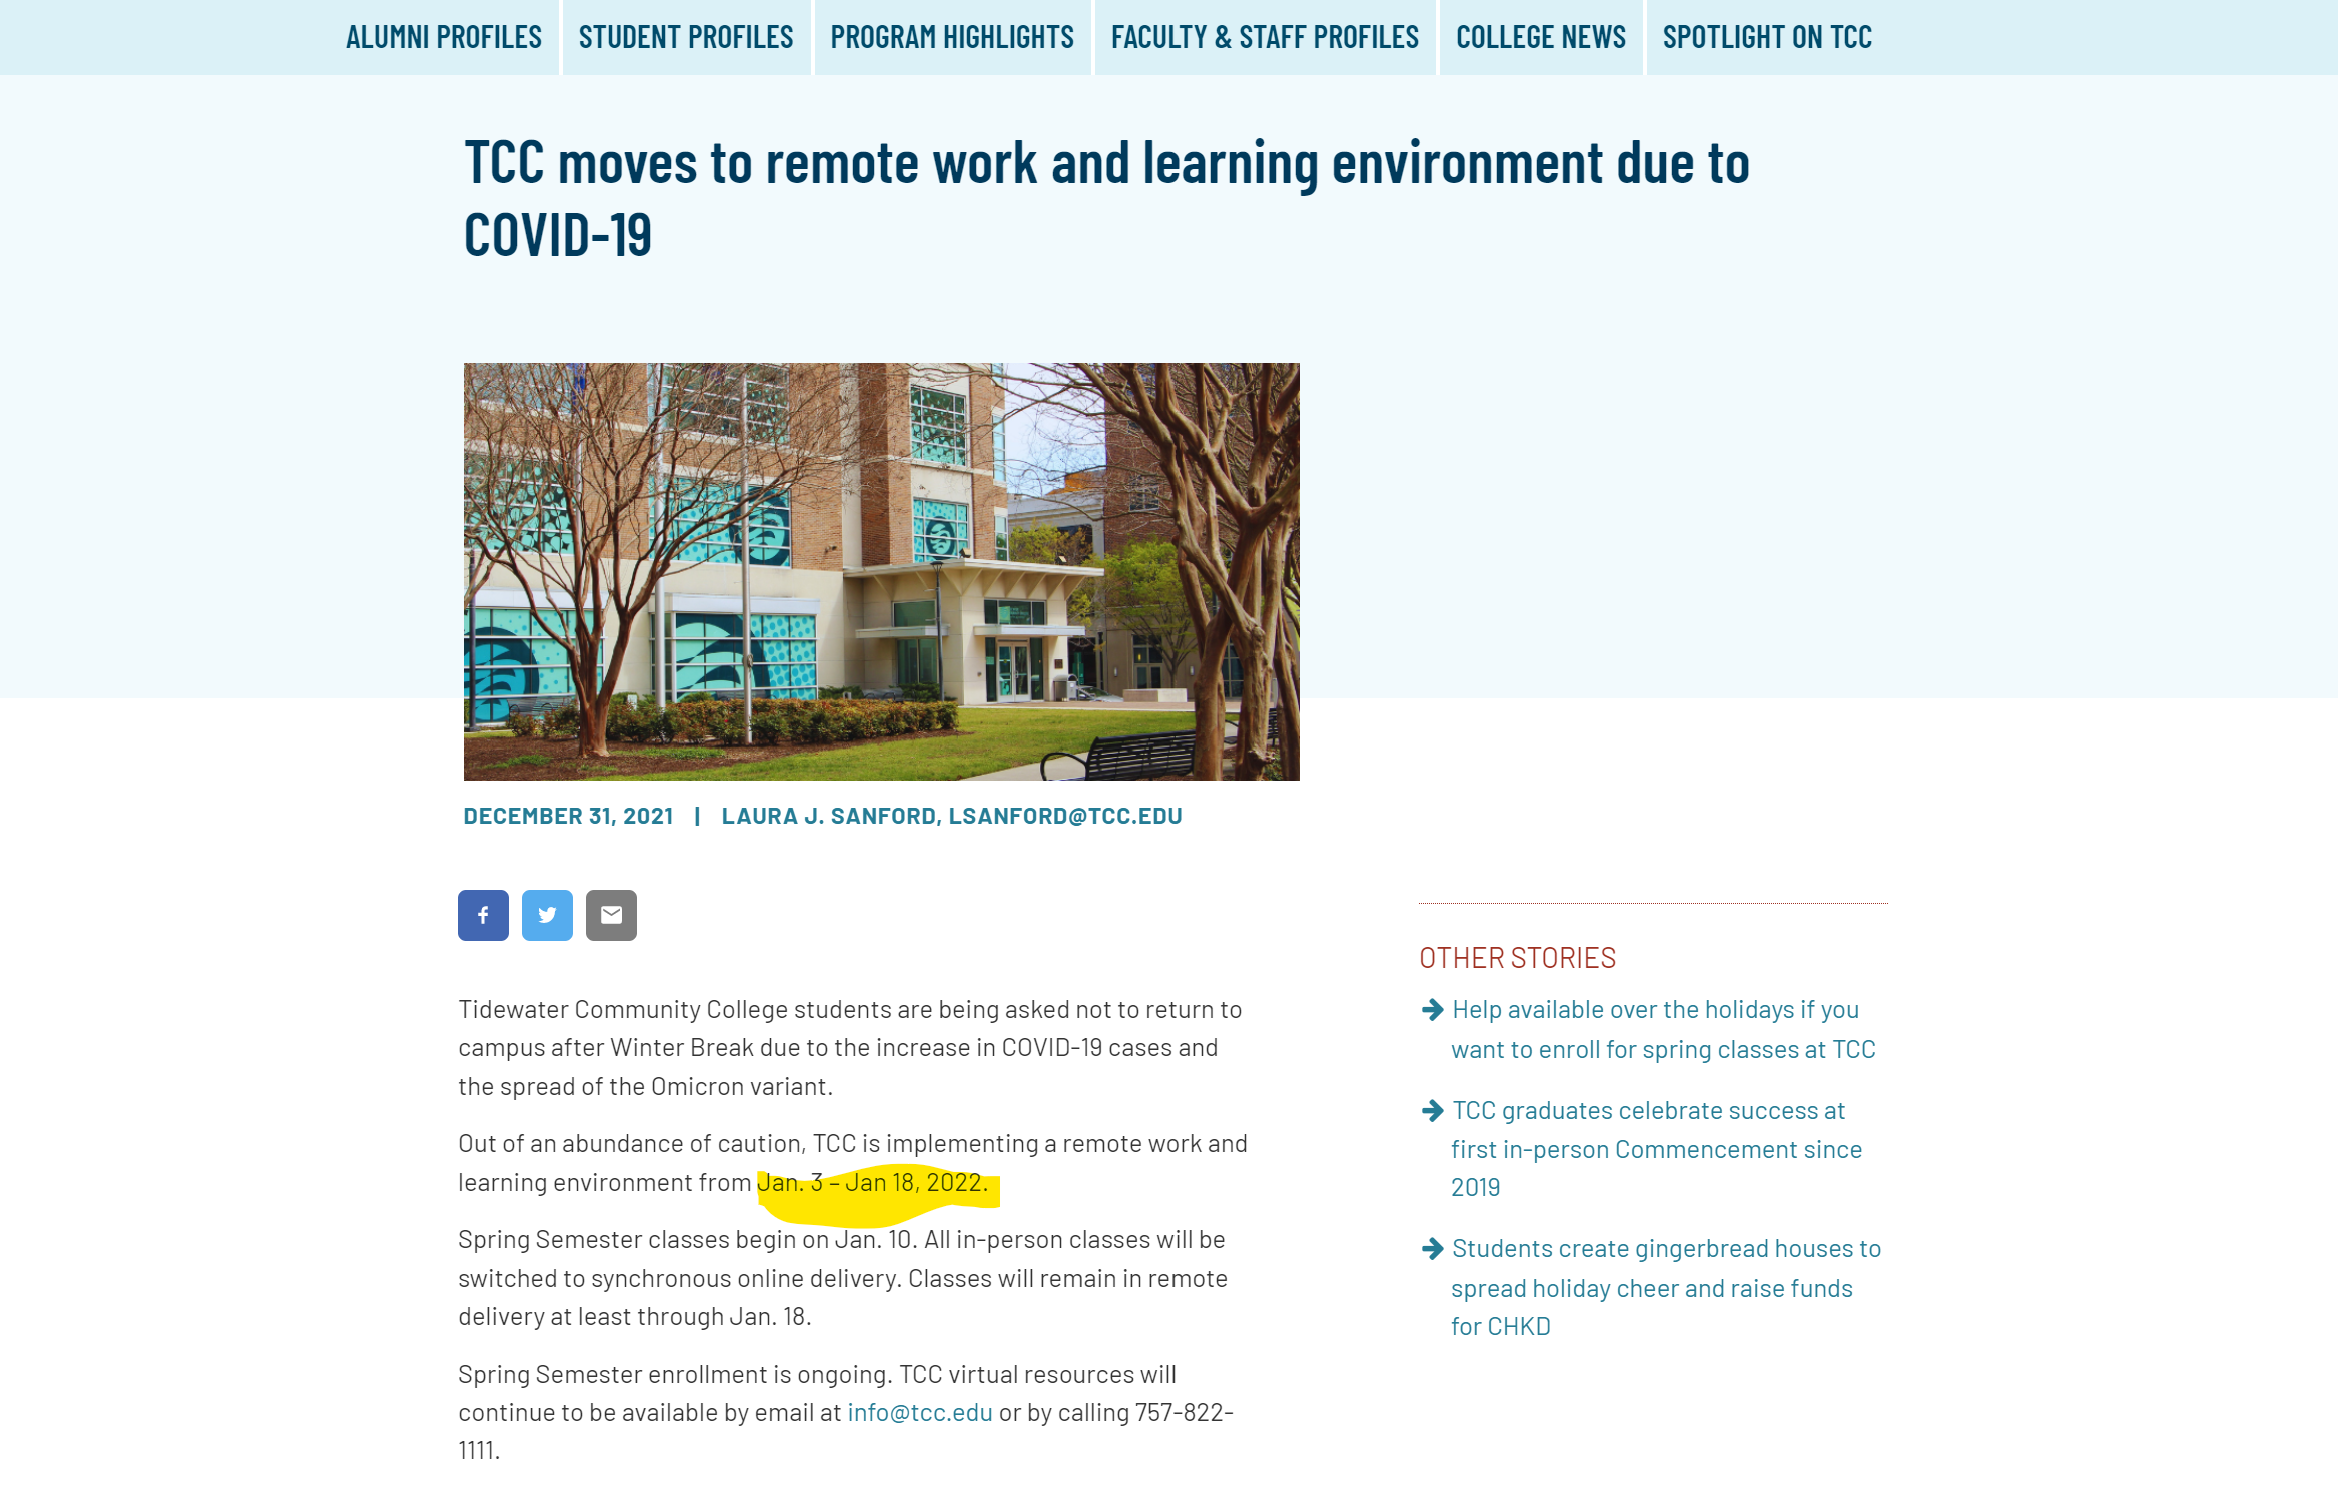 ALUMNI PROFILES
STUDENT PROFILES
PROGRAM HIGHLIGHTS
FACULTY & STAFF PROFILES
COLLEGE NEWS
SPOTLIGHT ON TCC
TCC moves to remote work and learning environment due to
COVID-19
DECEMBER 31, 2021 | LAURA J. SANFORD, LSANFORD@TCC.EDU
Tidewater Community College students are being asked not to return to
campus after Winter Break due to the increase in COVID-19 cases and
the spread of the Omicron variant.
Out of an abundance of caution, TCC is implementing a remote work and
learning environment from Jan. 3 – Jan 18, 2022.
Spring Semester classes begin on Jan. 10. All in-person classes will be
switched to synchronous online delivery. Classes will remain in remote
delivery at least through Jan. 18.
Spring Semester enrollment is ongoing. TCC virtual resources will
continue to be available by email at info@tcc.edu or by calling 757-822-
1111.
OTHER STORIES
Help available over the holidays if you
want to enroll for spring classes at TCC
TCC graduates celebrate success at
first in-person Commencement since
2019
Students create gingerbread houses to
spread holiday cheer and raise funds
for CHKD